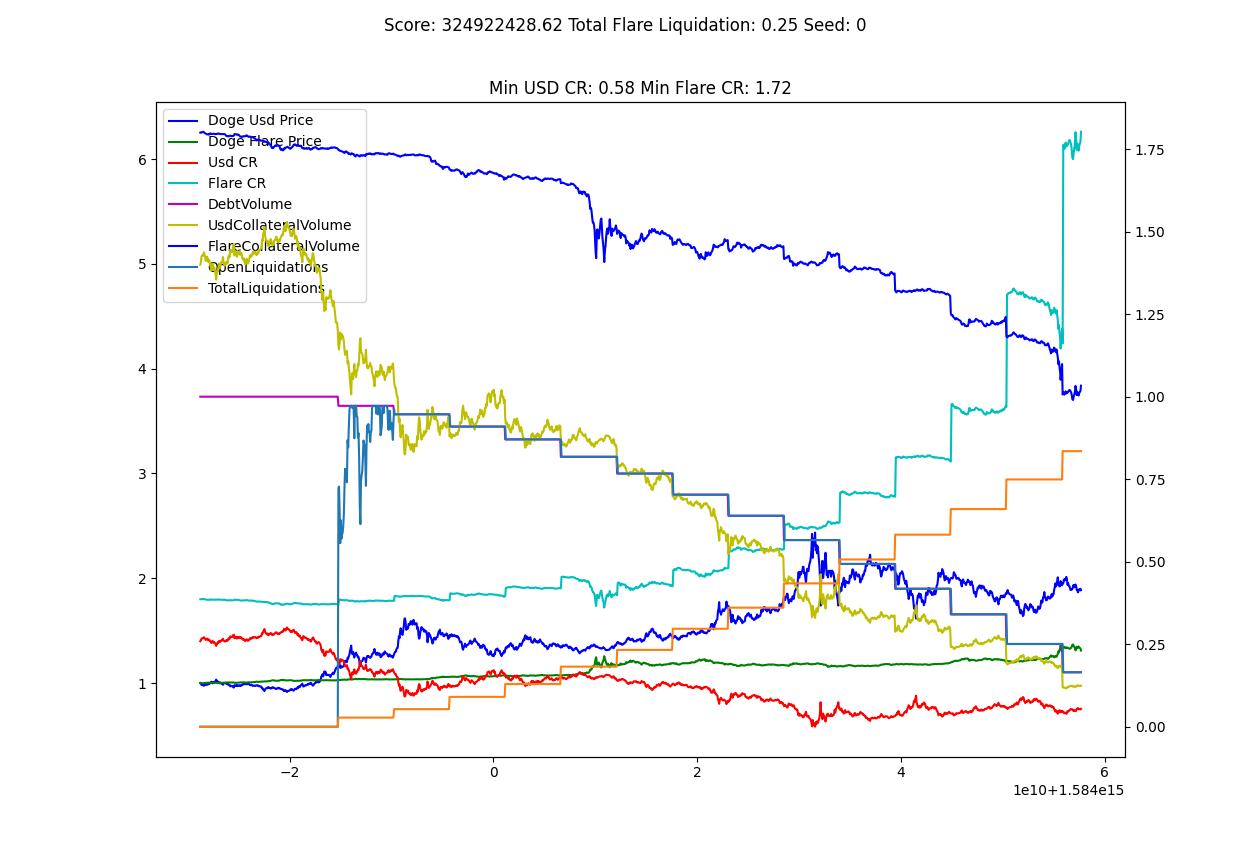 Score: 324922428.62 Total Flare Liquidation: 0.25 Seed: 0
Min USD CR: 0.58 Min Flare CR: 1.72
Doge Usd Price
Doge Flare Price
Usd CR
Flare CR
DebtVolume
UsdCollateralVolume
FlareCollateralVolume
OpenLiquidations
TotalLiquidations
6
5
4
3
2
1
1.75
1.50
1.25
1.00
0.75
0.50
0.25
0.00
−2
0
2
4
6
1e10+1.584e15